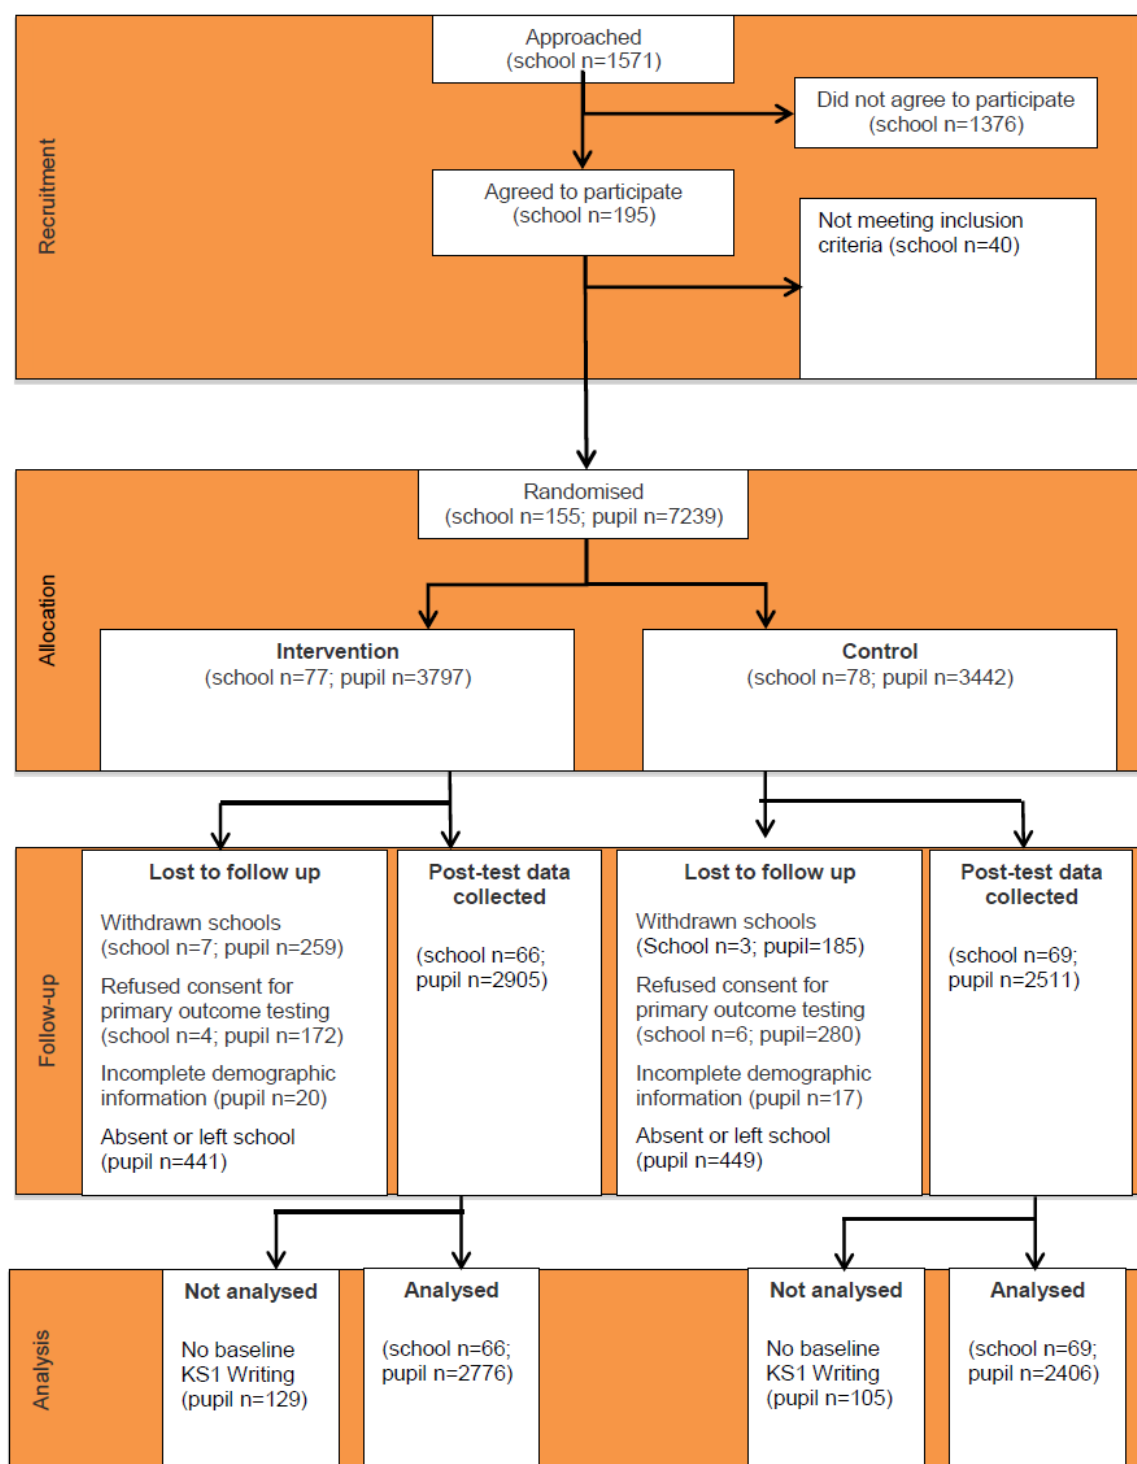 Recruitment
Approached
(school n=1571)
Did not agree to participate
(school n=1376)
Agreed to participate
(school n=195)
Not meeting inclusion
criteria (school n=40)
Allocation
Randomised
(school n=155; pupil n=7239)
Intervention
(school n=77; pupil n=3797)
Control
(school n=78; pupil n=3442)
Follow-up
Lost to follow up
Withdrawn schools
(school n=7; pupil n=259)
Refused consent for
primary outcome testing
(school n=4; pupil n=172)
Incomplete demographic
information (pupil n=20)
Absent or left school
(pupil n=441)
Post-test data
collected
(school n=66;
pupil n=2905)
Lost to follow up
Withdrawn schools
(School n=3; pupil=185)
Refused consent for
primary outcome testing
(school n=6; pupil=280)
Incomplete demographic
information (pupil n=17)
Absent or left school
(pupil n=449)
Post-test data
collected
(school n=69;
pupil n=2511)
Analysis
Not analysed
No baseline
KS1 Writing
(pupil n=129)
Analysed
(school n=66;
pupil n=2776)
Not analysed
No baseline
KS1 Writing
(pupil n=105)
Analysed
(school n=69;
pupil n=2406)